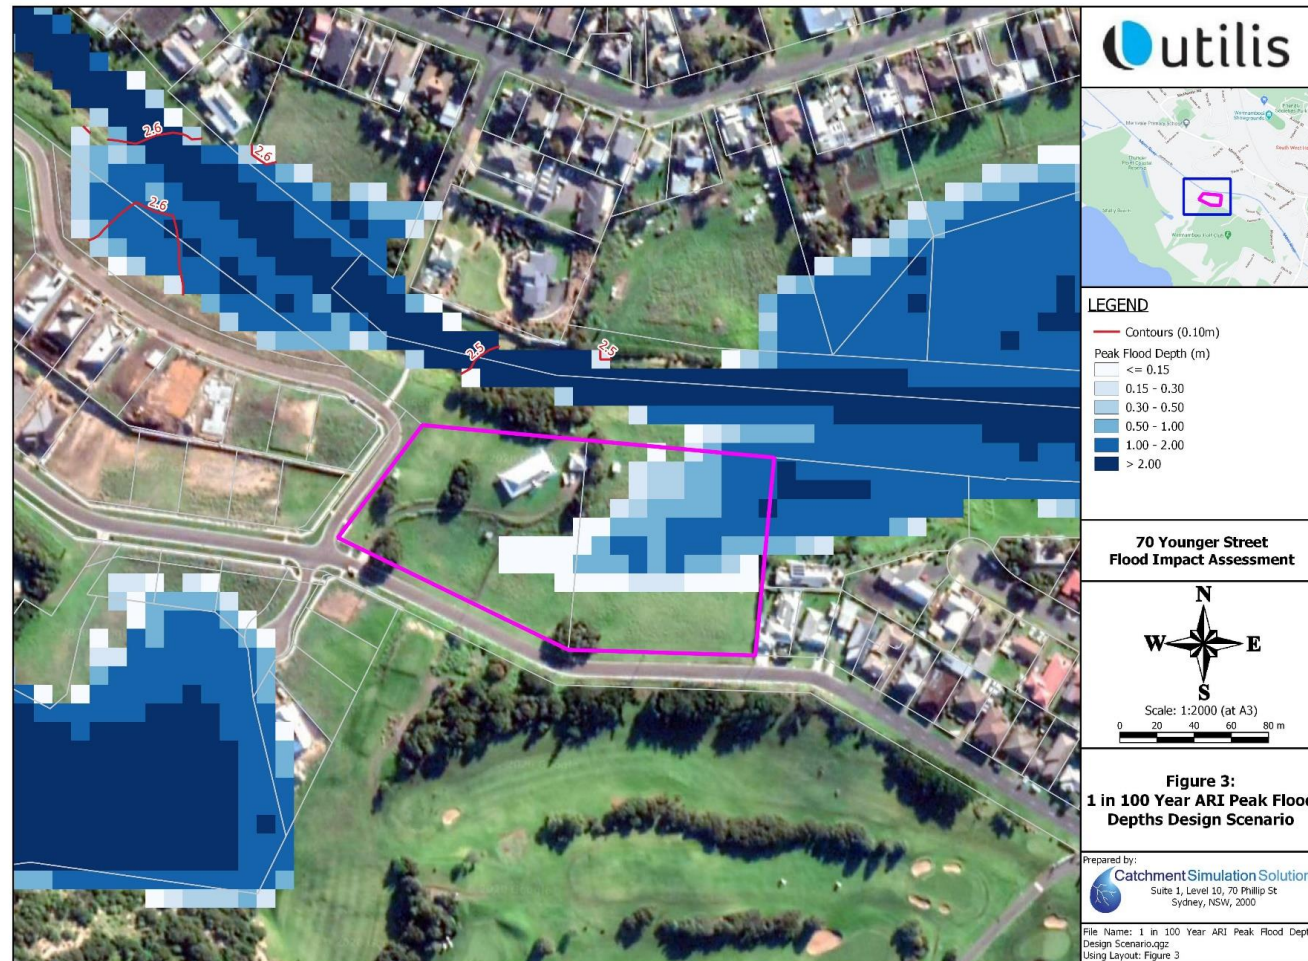 utilis
LEGEND
Contours (0.10m)
Peak Flood Depth (m)
<= 0.15
0.15 - 0.30
0.30 - 0.50
0.50 - 1.00
1.00 - 2.00
> 2.00
70 Younger Street
Flood Impact Assessment
N
W E
S
Scale: 1:2000 (at A3)
0 20 40 60 80 m
Figure 3:
1 in 100 Year ARI Peak Flood
Depths Design Scenario
Prepared by:
Catchment Simulation Solution
Suite 1, Level 10, 70 Phillip St
Sydney, NSW, 2000
File Name: 1 in 100 Year ARI Peak Flood Dept
Design Scenario.qgz
Using Layout: Figure 3
2.6
2.6
2.6
2.5
2.5